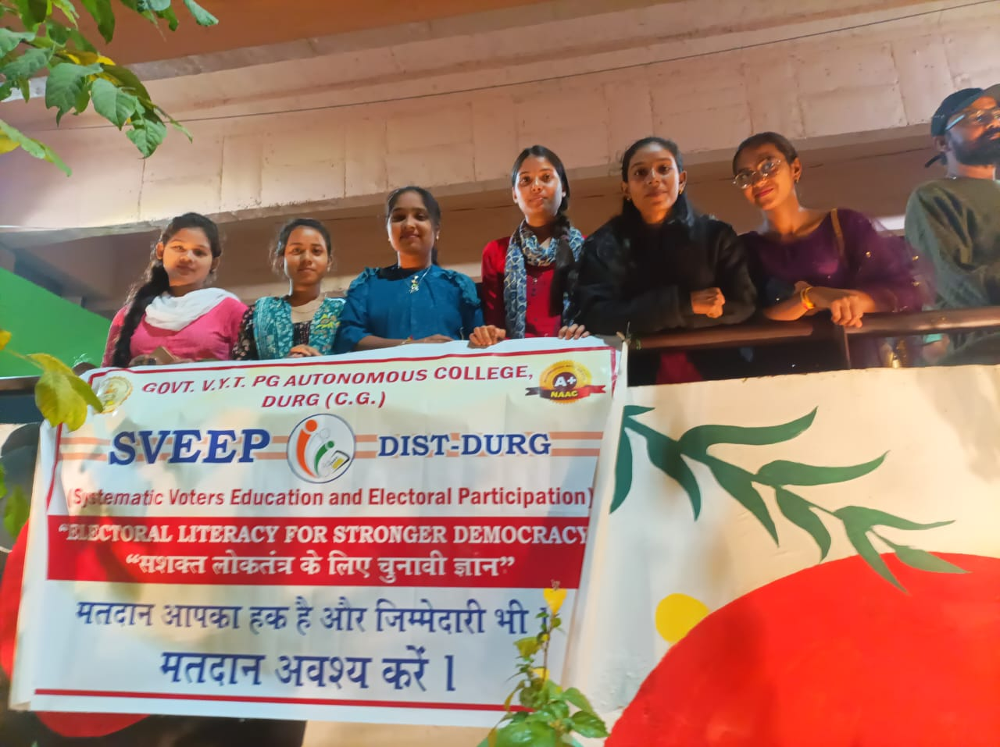 GOVT. V.Y.T. PG AUTONOMOUS COLLEGE,
DURG (C.G.)
A+
NAAC
SVEEP DIST-DURG
(Systematic Voters Education and Electoral Participation)
"ELECTORAL LITERACY FOR STRONGER DEMOCRACY
"सशक्त लोकतंत्र के लिए चुनावी ज्ञान"
मतदान आपका हक है और जिम्मेदारी भी
मतदान अवश्य करें।